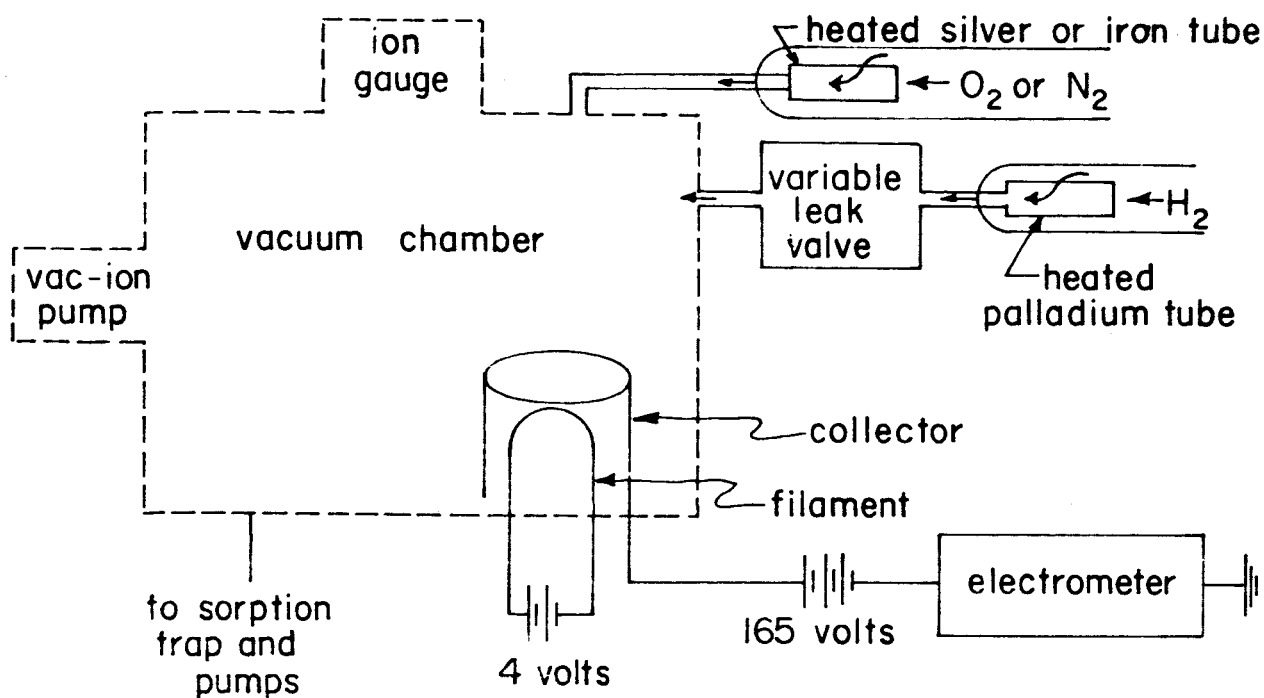 ion
gauge
heated silver or iron tube
O2 or N2
variable
leak
valve
H2
heated
palladium tube
vacuum chamber
vac-ion
pump
collector
filament
electrometer
165 volts
4 volts
to sorption
trap and
pumps